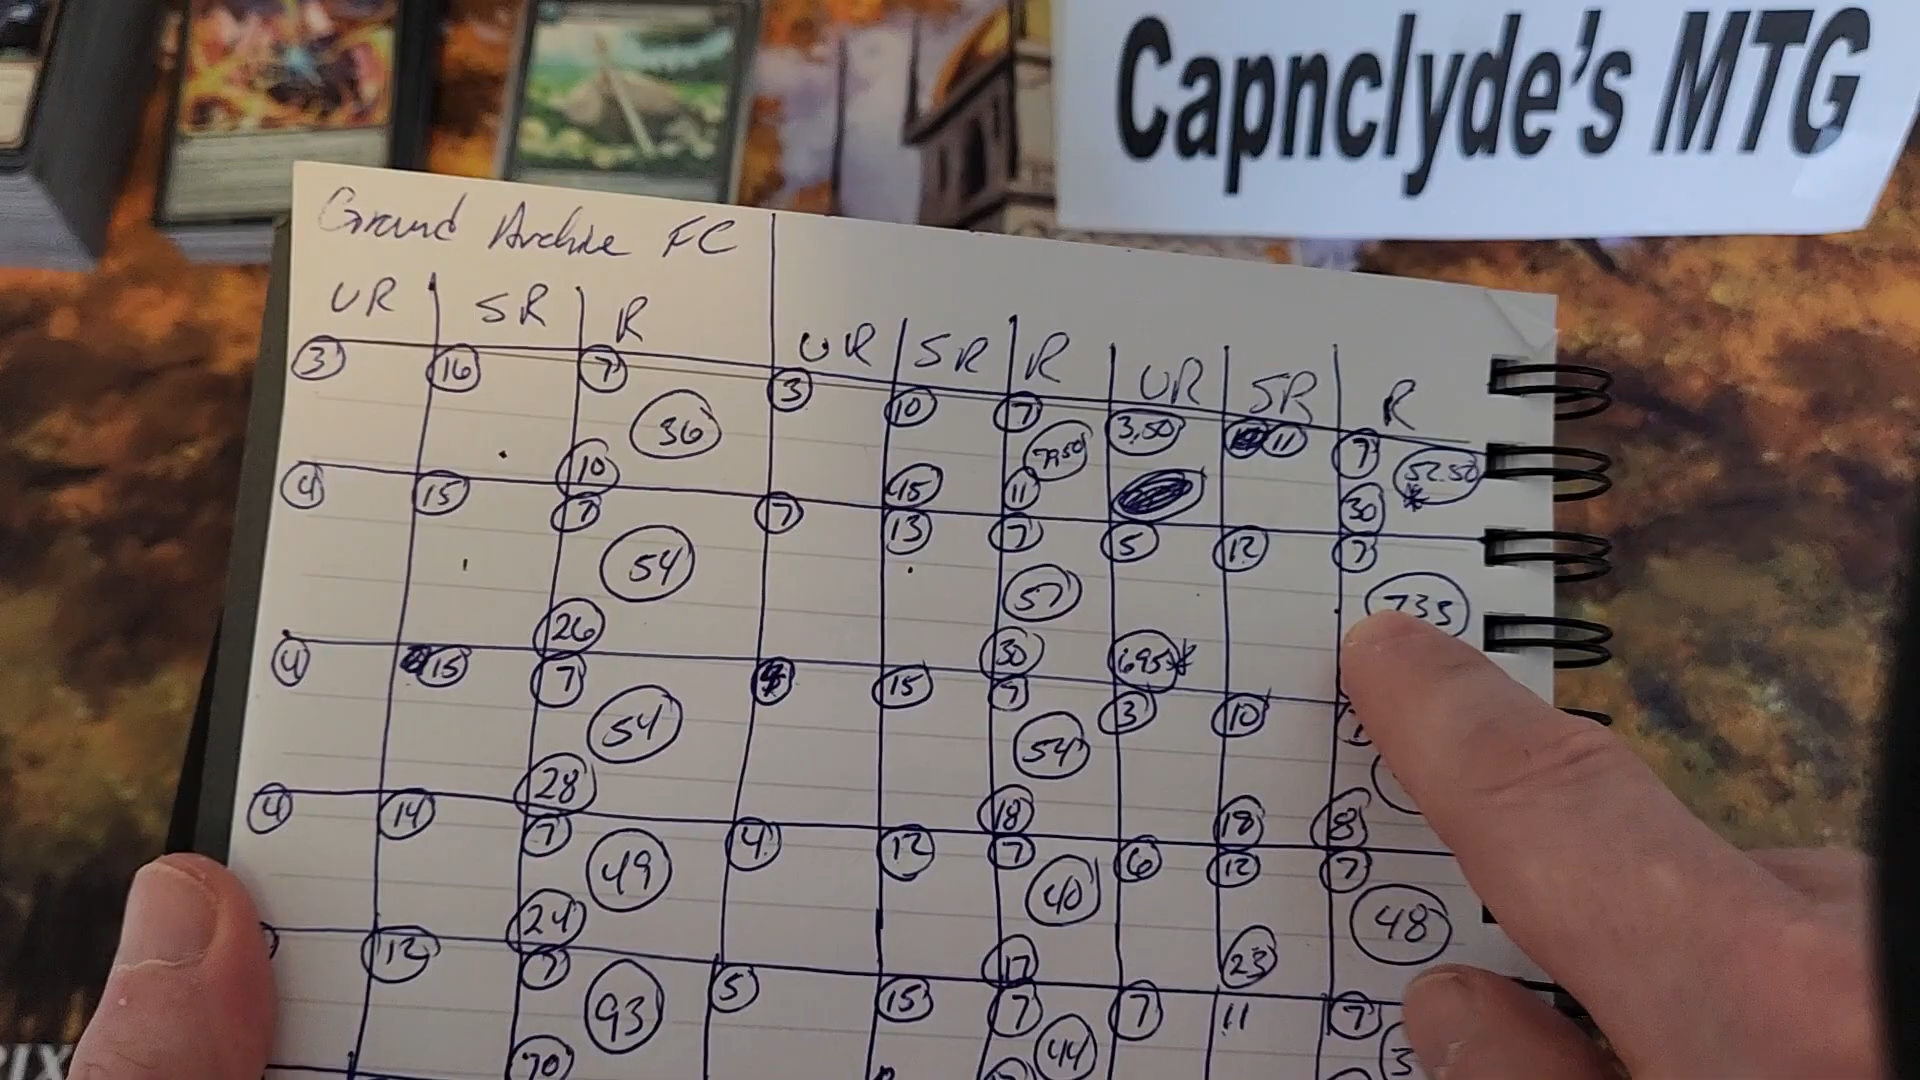 Capnclyde's MTG
Grand Archive FC
UR SR R UR SR R UR SR R
3 16 7 3 10 7 3,50 11 7
36 52.50
10 15 11 30
4 15 7 7 13 7 5 12 7
54 57 735
26 30 695*
4 15 7 15 7 3 10
54 54
28 18 18 8
4 14 7 4 12 7 6 12 7
49 40 48
24 17 23
12 7 5 15 7 7 11 7
93 44 3
70